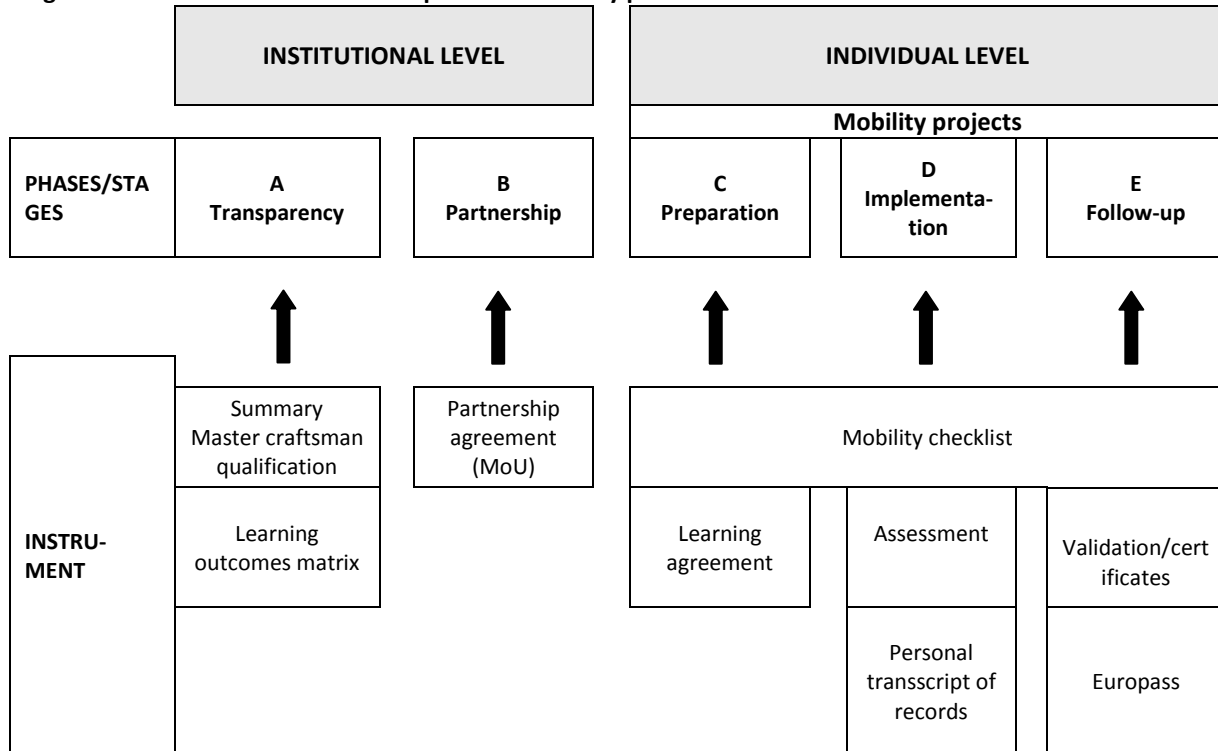 INSTITUTIONAL LEVEL
INDIVIDUAL LEVEL
Mobility projects
PHASES/STA
GES
A
Transparency
B
Partnership
C
Preparation
D
Implementa-
tion
E
Follow-up
INSTRU-
MENT
Summary
Master craftsman
qualification
Partnership
agreement
(MoU)
Mobility checklist
Learning
outcomes matrix
Learning
agreement
Assessment
Validation/cert
ificates
Personal
transscript of
records
Europass